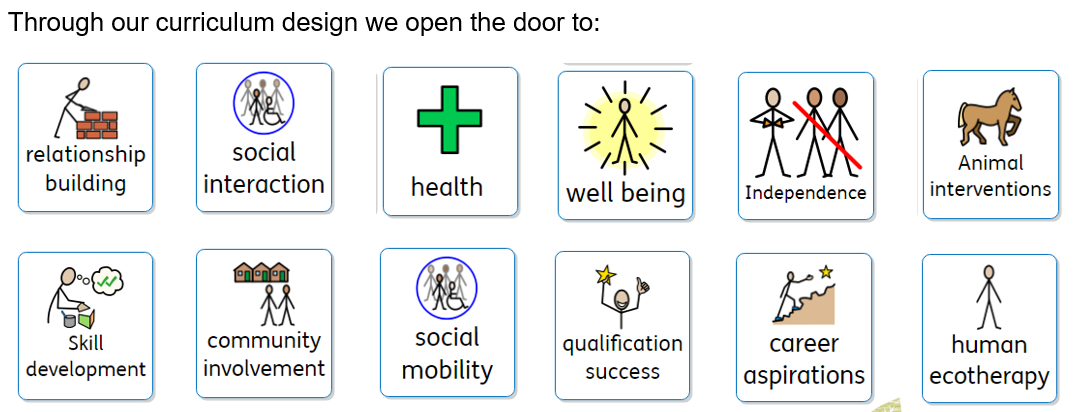 Through our curriculum design we open the door to:
relationship
building
social
interaction
health
well being
Independence
Animal
interventions
Skill
development
community
involvement
social
mobility
qualification
success
career
aspirations
human
ecotherapy